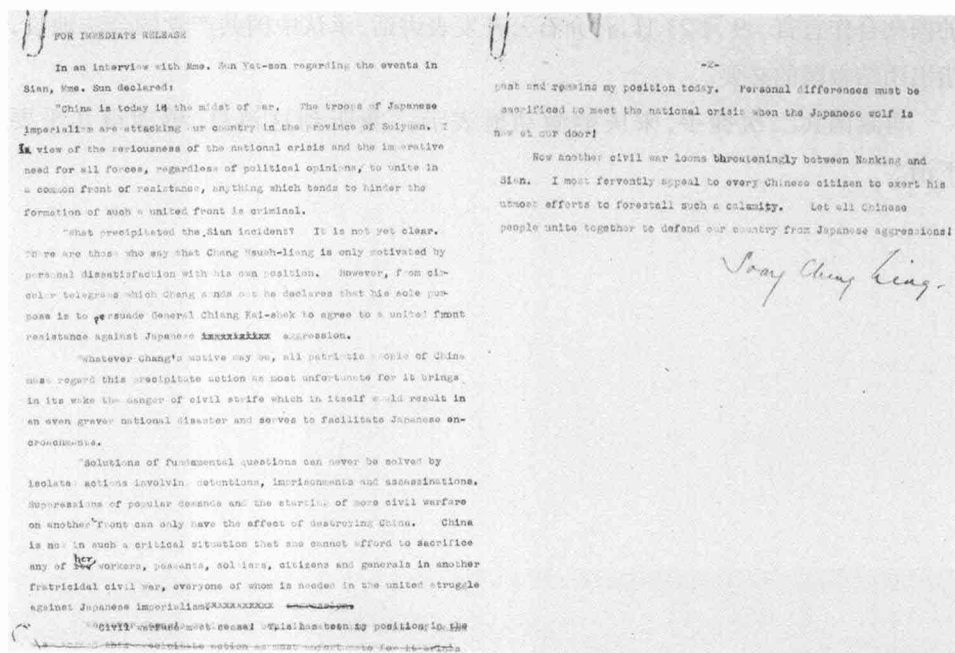 FOR IMMEDIATE RELEASE
In an interview with Mme. Sun Yat-sen regarding the events in
Sian, Mme. Sun declared:
"China is today in the midst of war. The troops of Japanese
imperialism are attacking our country in the province of Suiyuan. I
In view of the seriousness of the national crisis and the imperative
need for all forces, regardless of political opinions, to unite in
a common front of resistance, anything which tends to hinder the
formation of such a united front is criminal.
"What precipitated the Sian incident? It is not yet clear.
There are those who say that Chang Hsueh-liang is only motivated by
personal dissatisfaction with his own position. However, from cir-
cular telegrams which Chang sends out he declares that his sole pur-
pose is to persuade General Chiang Kai-shek to agree to a united front
resistance against Japanese aggression.
"Whatever Chang's motive may be, all patriotic people of China
must regard this precipitate action as most unfortunate for it brings
in its wake the danger of civil strife which in itself would result in
an even graver national disaster and serves to facilitate Japanese en-
croachments.
"Solutions of fundamental questions can never be solved by
isolated actions involving detentions, imprisonments and assassinations.
Supressions of popular demands and the starting of more civil warfare
on another front can only have the effect of destroying China. China
is now in such a critical situation that she cannot afford to sacrifice
any of her workers, peasants, soldiers, citizens and generals in another
fratricidal civil war, everyone of whom is needed in the united struggle
against Japanese imperialism xxxxxxxxxx aggression.
"Civil warfare must cease! This has been my position in the
precipitate action as most unfortunate for it
-2-
past and remains my position today. Personal differences must be
sacrificed to meet the national crisis when the Japanese wolf is
now at our door!
Now another civil war looms threateningly between Nanking and
Sian. I most fervently appeal to every Chinese citizen to exert his
utmost efforts to forestall such a calamity. Let all Chinese
people unite together to defend our country from Japanese aggressions!
Soong Ching Ling.